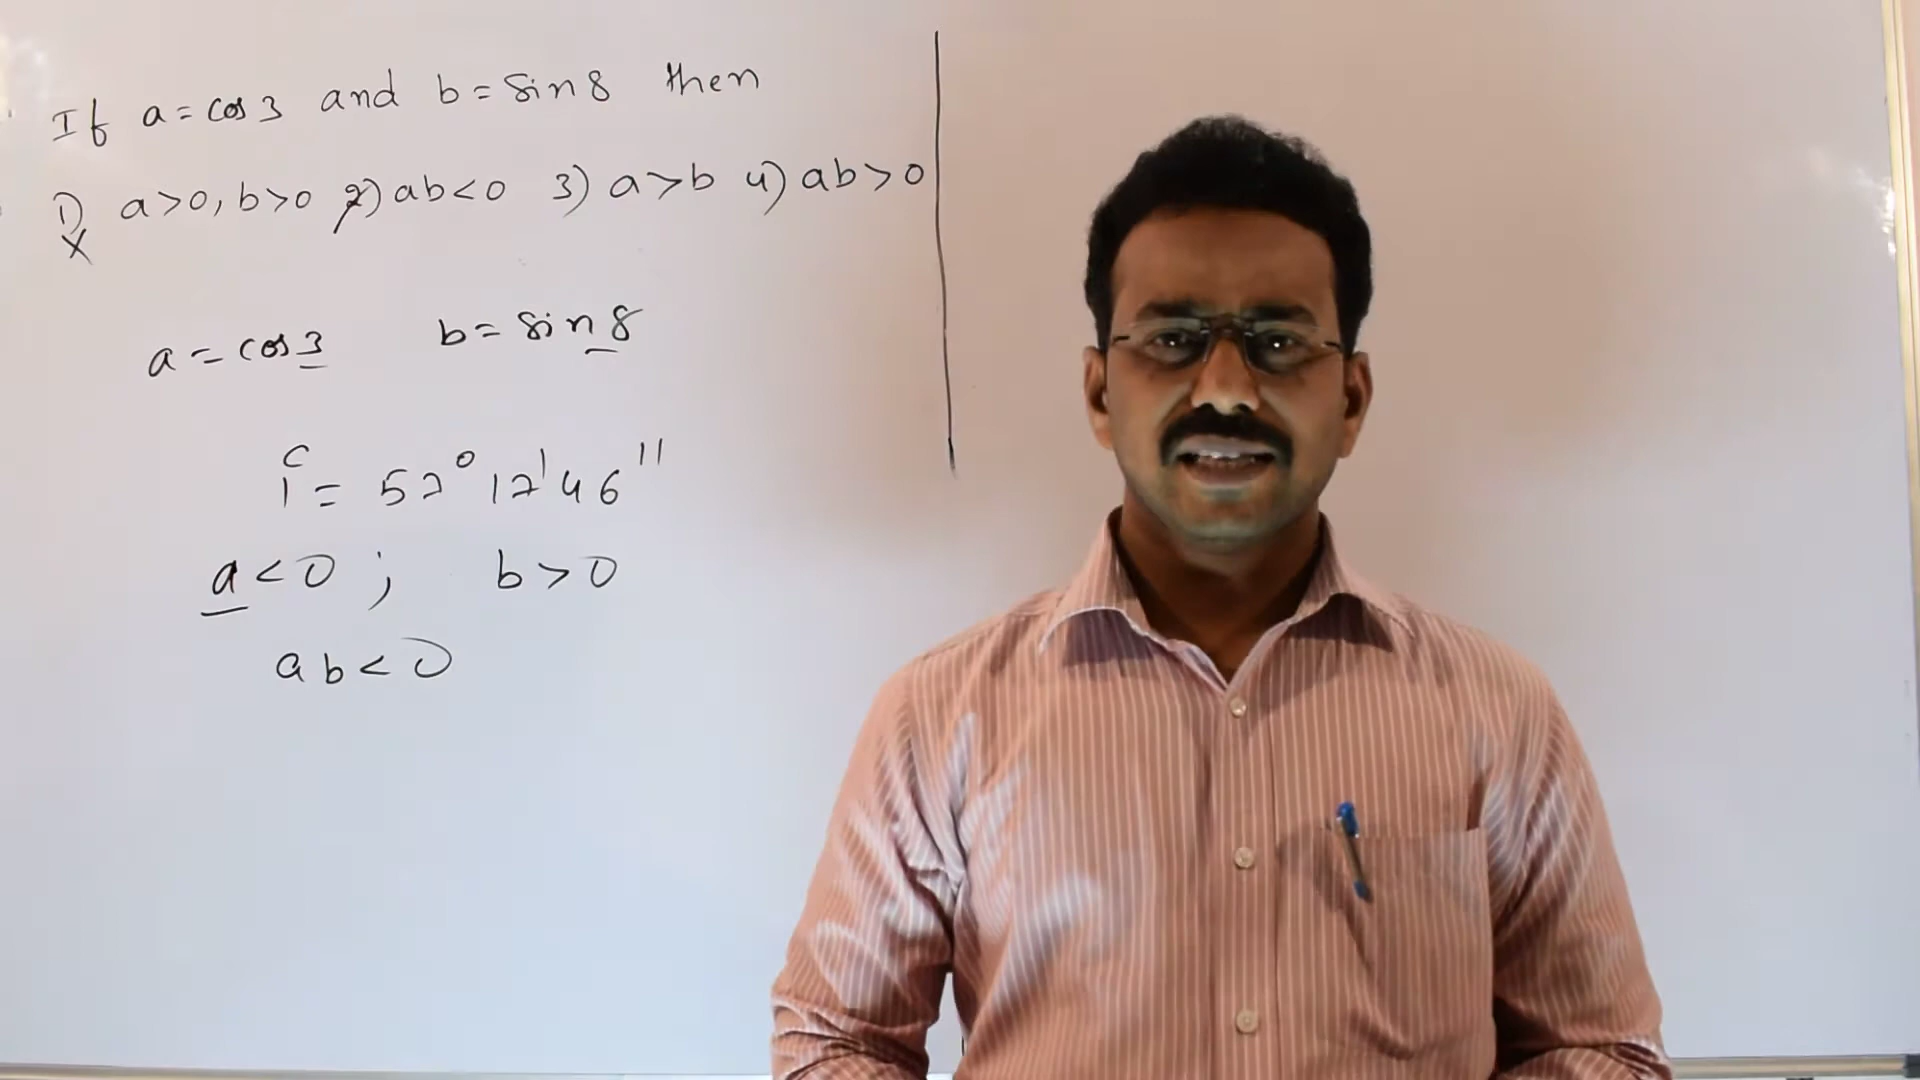 If a = cos 3 and b = sin 8 then
1) a>0, b>0 2) ab<0 3) a>b 4) ab>0
X
a = cos 3 b = sin 8
1ᶜ = 57° 17' 46"
a<0 ; b>0
ab<0